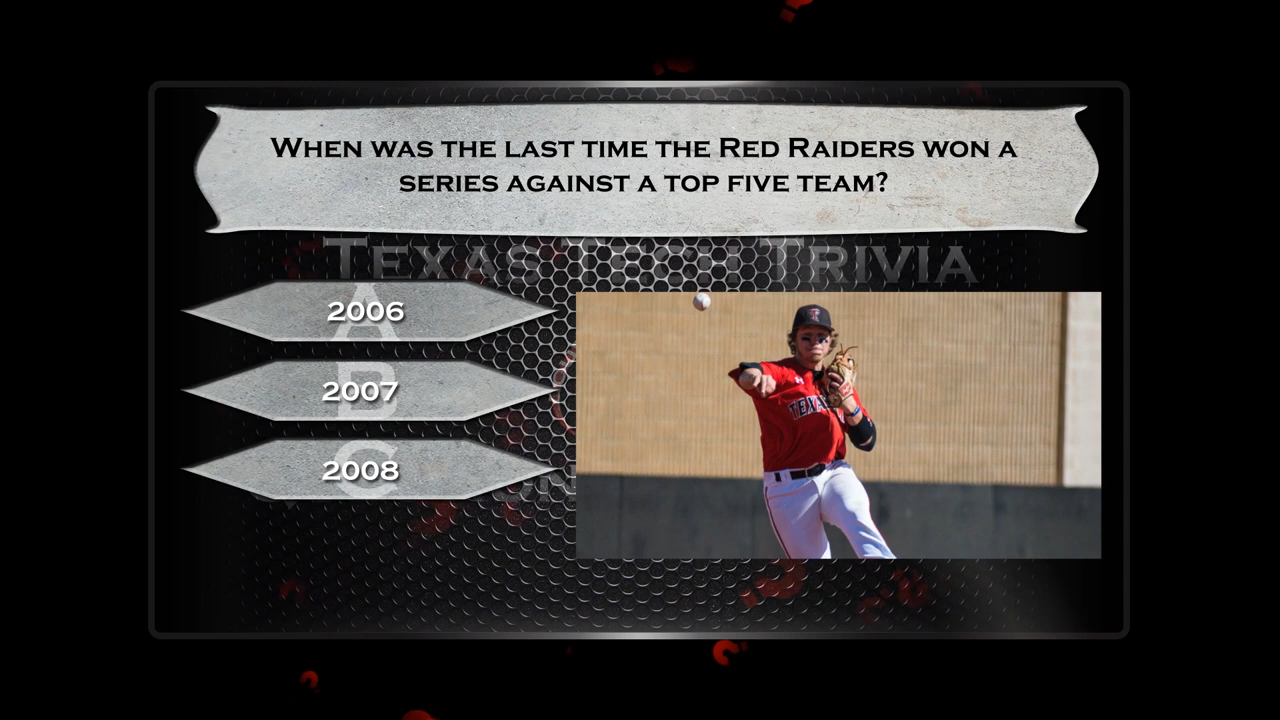 When was the last time the Red Raiders won a
series against a top five team?
Texas Tech Trivia
A
2006
B
2007
C
2008
T
TEXAS